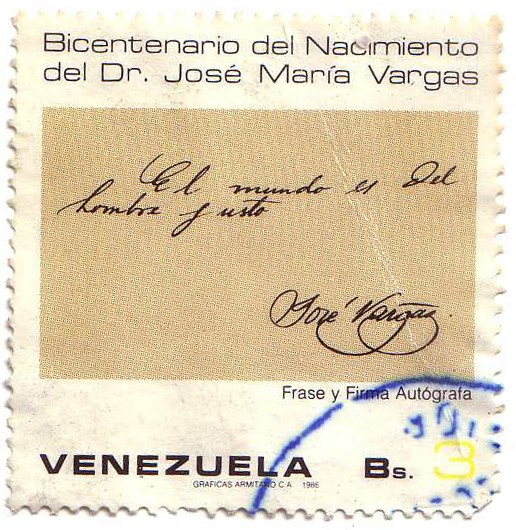 Bicentenario del Nacimiento
del Dr. José María Vargas
El mundo es del
hombre justo
José Vargas
Frase y Firma Autógrafa
VENEZUELA Bs. 3
GRAFICAS ARMITANO C A 1986